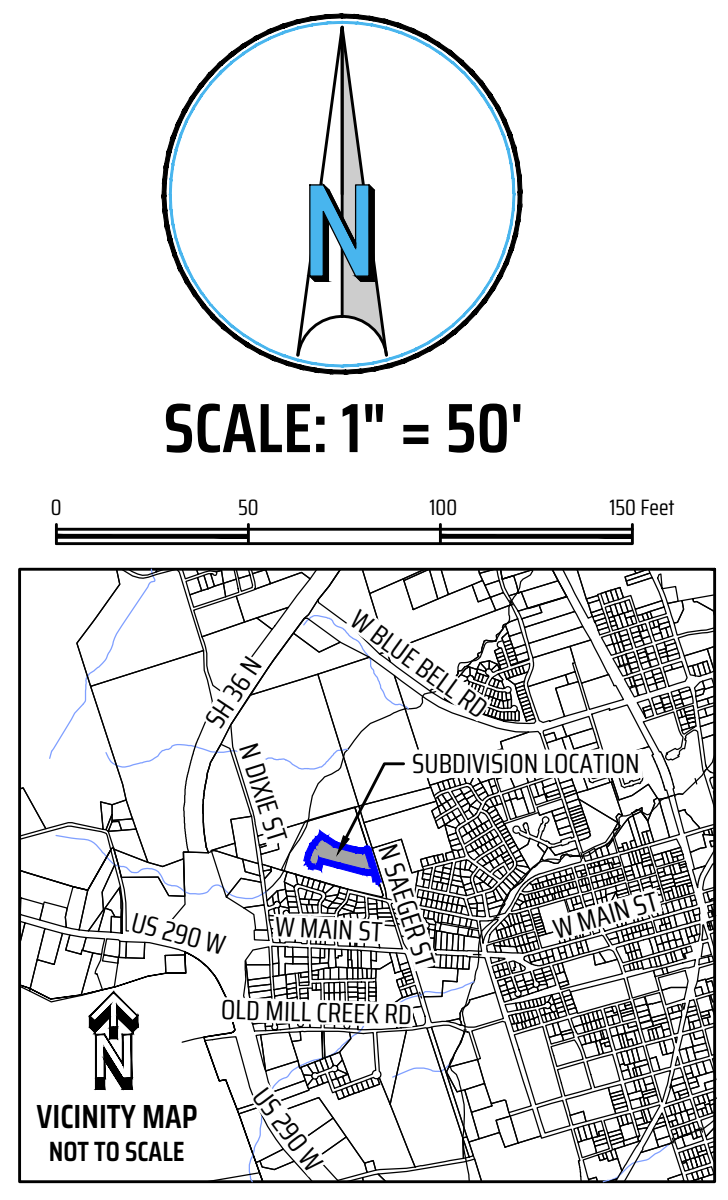 N
SCALE: 1" = 50'
0 50 100 150 Feet
W BLUE BELL RD
SH 36 N
N DIXIE ST
SUBDIVISION LOCATION
N SAEGER ST
W MAIN ST
W MAIN ST
US 290 W
OLD MILL CREEK RD
N
US 290 W
VICINITY MAP
NOT TO SCALE